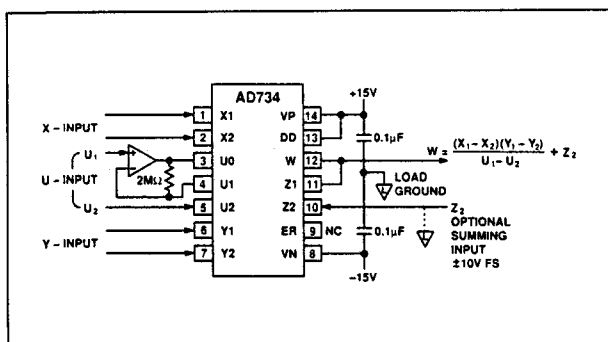 AD734
+15V
X – INPUT
1 X1
VP 14
2 X2
DD 13
0.1μF
U – INPUT
U₁
3 U0
W 12
W = (X₁ – X₂)(Y₁ – Y₂) / U₁ – U₂ + Z₂
2MΩ
4 U1
Z1 11
L
LOAD
GROUND
U₂
5 U2
Z2 10
Z₂
OPTIONAL
SUMMING
INPUT
±10V FS
L
Y – INPUT
6 Y1
ER 9 NC
0.1μF
7 Y2
VN 8
–15V